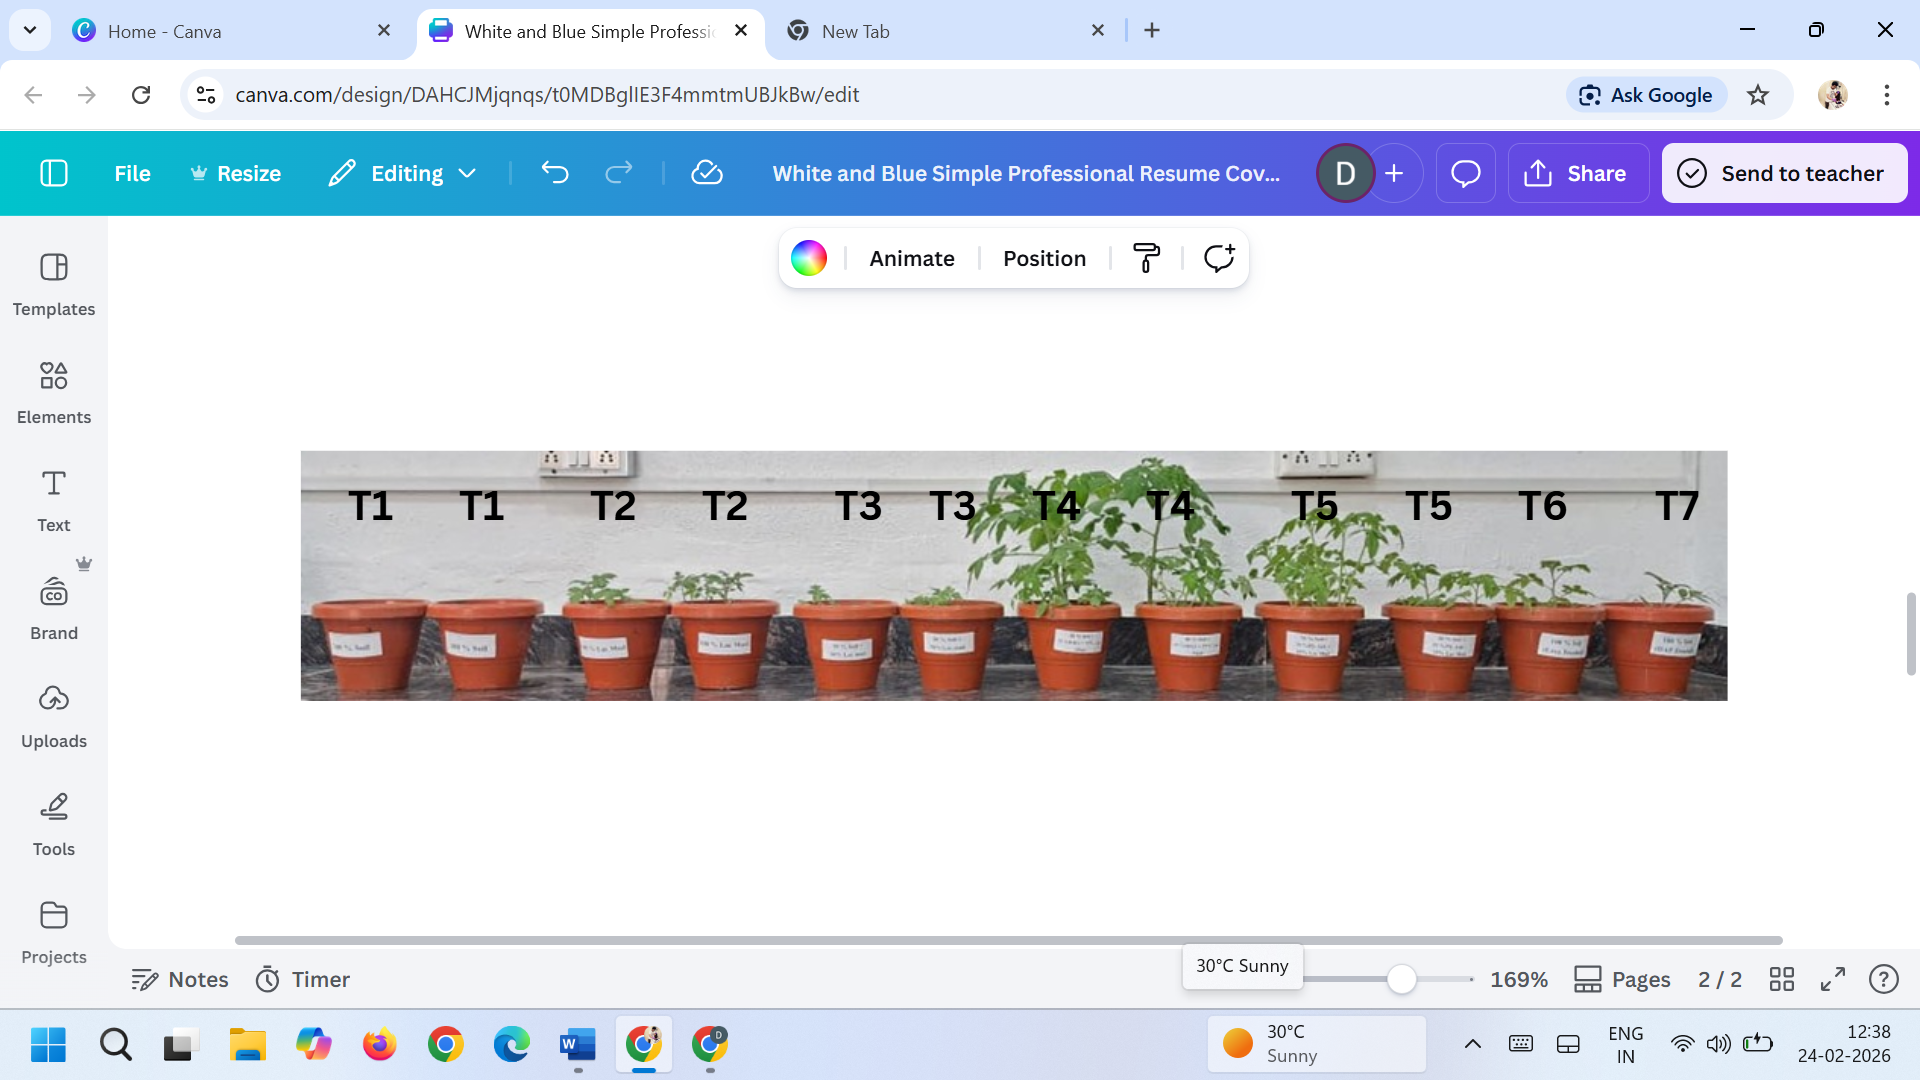 Home - Canva
White and Blue Simple Professi
New Tab
canva.com/design/DAHCJMjqnqs/t0MDBglIE3F4mmtmUBJkBw/edit
Ask Google
File
Resize
Editing
White and Blue Simple Professional Resume Cov...
D
Share
Send to teacher
Animate
Position
Templates
Elements
Text
Brand
Uploads
Tools
Projects
T1 T1 T2 T2 T3 T3 T4 T4 T5 T5 T6 T7
Notes
Timer
30°C Sunny
169%
Pages
2 / 2
30°C
Sunny
ENG
IN
12:38
24-02-2026